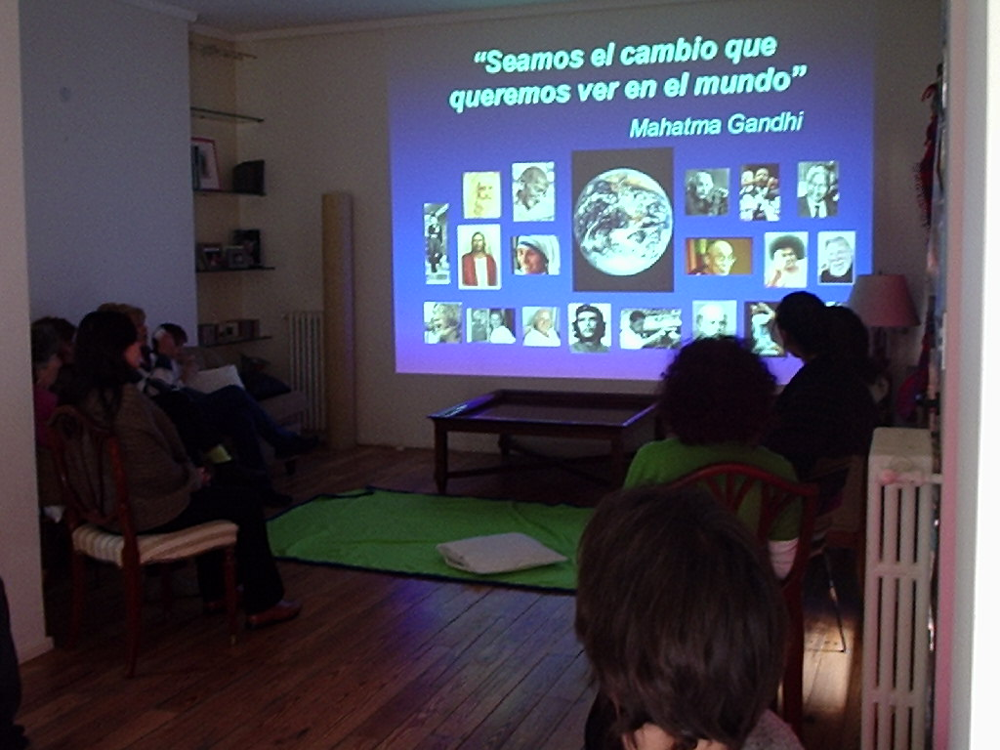 “Seamos el cambio que
queremos ver en el mundo”
Mahatma Gandhi